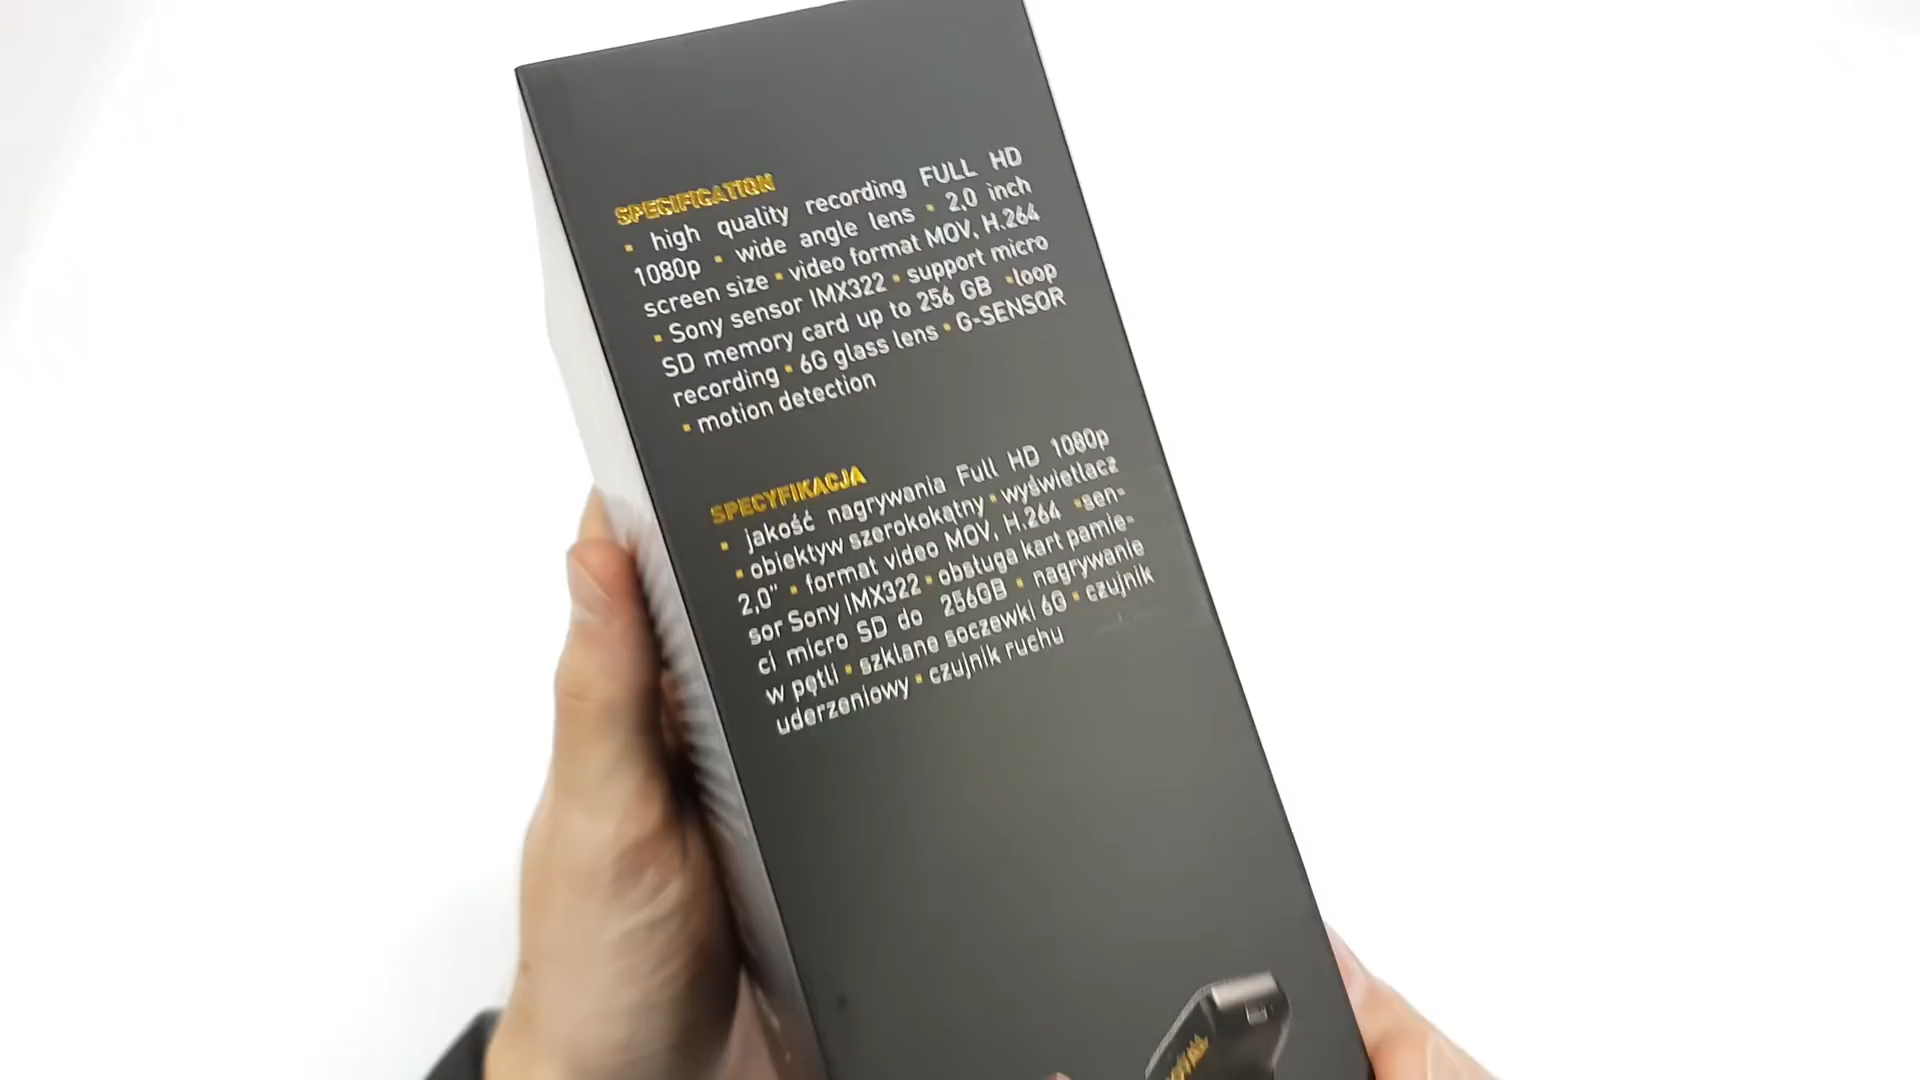 SPECIFICATION
▪ high quality recording FULL HD
1080p ▪ wide angle lens ▪ 2,0 inch
screen size ▪ video format MOV, H.264
▪ Sony sensor IMX322 ▪ support micro
SD memory card up to 256 GB ▪loop
recording ▪ 6G glass lens ▪ G-SENSOR
▪ motion detection
SPECYFIKACJA
▪ jakość nagrywania Full HD 1080p
▪ obiektyw szerokokątny ▪ wyświetlacz
2,0" ▪ format video MOV, H.264 ▪sen-
sor Sony IMX322 ▪ obsługa kart pamię-
ci micro SD do 256GB ▪ nagrywanie
w pętli ▪ szklane soczewki 6G ▪ czujnik
uderzeniowy ▪ czujnik ruchu